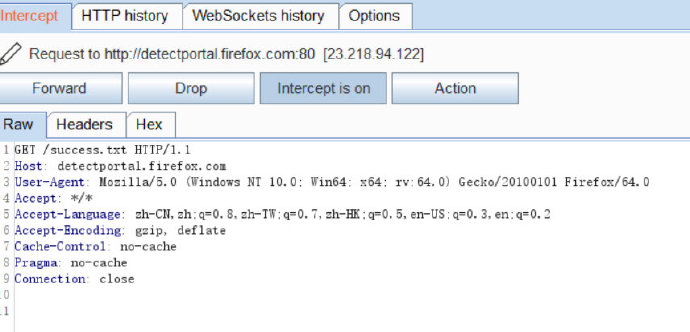 Intercept HTTP history WebSockets history Options
Request to http://detectportal.firefox.com:80 [23.218.94.122]
Forward Drop Intercept is on Action
Raw Headers Hex
1 GET /success.txt HTTP/1.1
2 Host: detectportal.firefox.com
3 User-Agent: Mozilla/5.0 (Windows NT 10.0; Win64; x64; rv:64.0) Gecko/20100101 Firefox/64.0
4 Accept: */*
5 Accept-Language: zh-CN,zh;q=0.8,zh-TW;q=0.7,zh-HK;q=0.5,en-US;q=0.3,en;q=0.2
6 Accept-Encoding: gzip, deflate
7 Cache-Control: no-cache
8 Pragma: no-cache
9 Connection: close
10
11